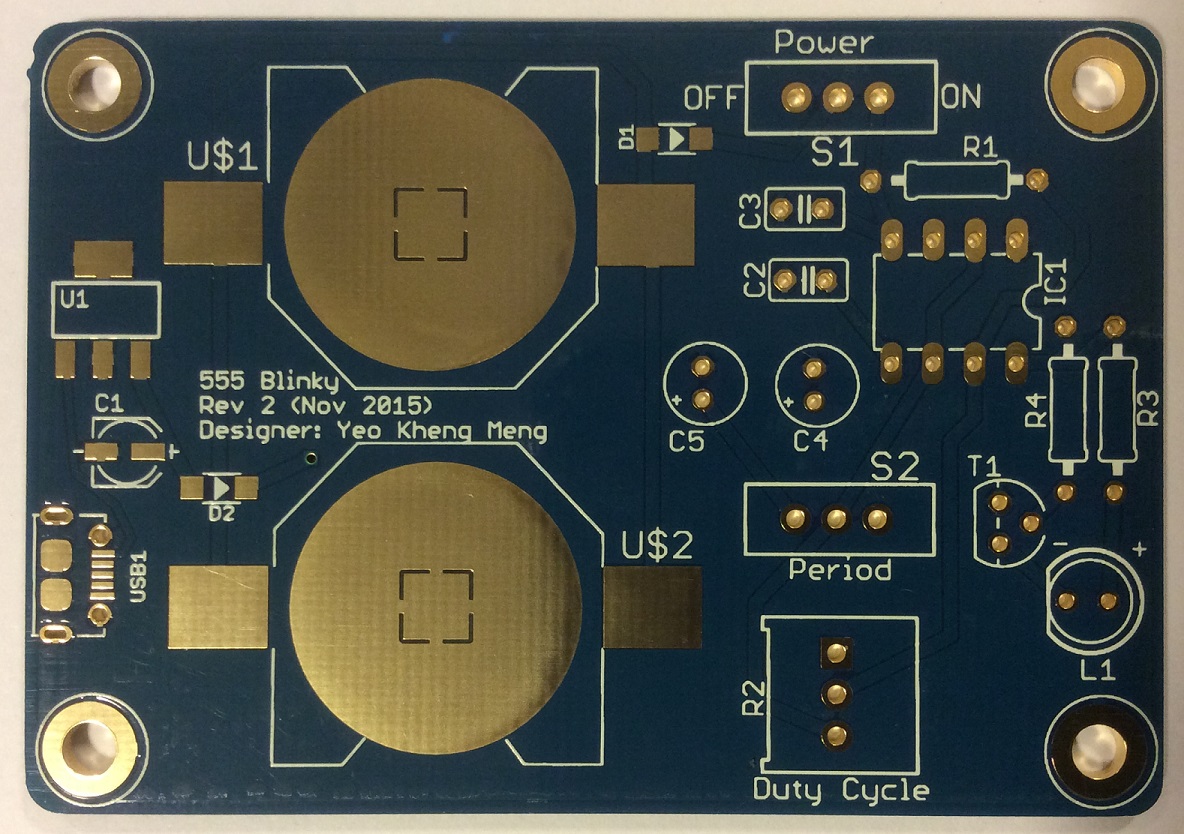 Power
OFF
ON
S1
D1
U$1
R1
C3
C2
IC1
U1
555 Blinky
Rev 2 (Nov 2015)
Designer: Yeo Kheng Meng
C1
- +
+
C5
+
C4
R4
R3
S2
Period
T1
D2
USB1
U$2
- +
L1
R2
Duty Cycle